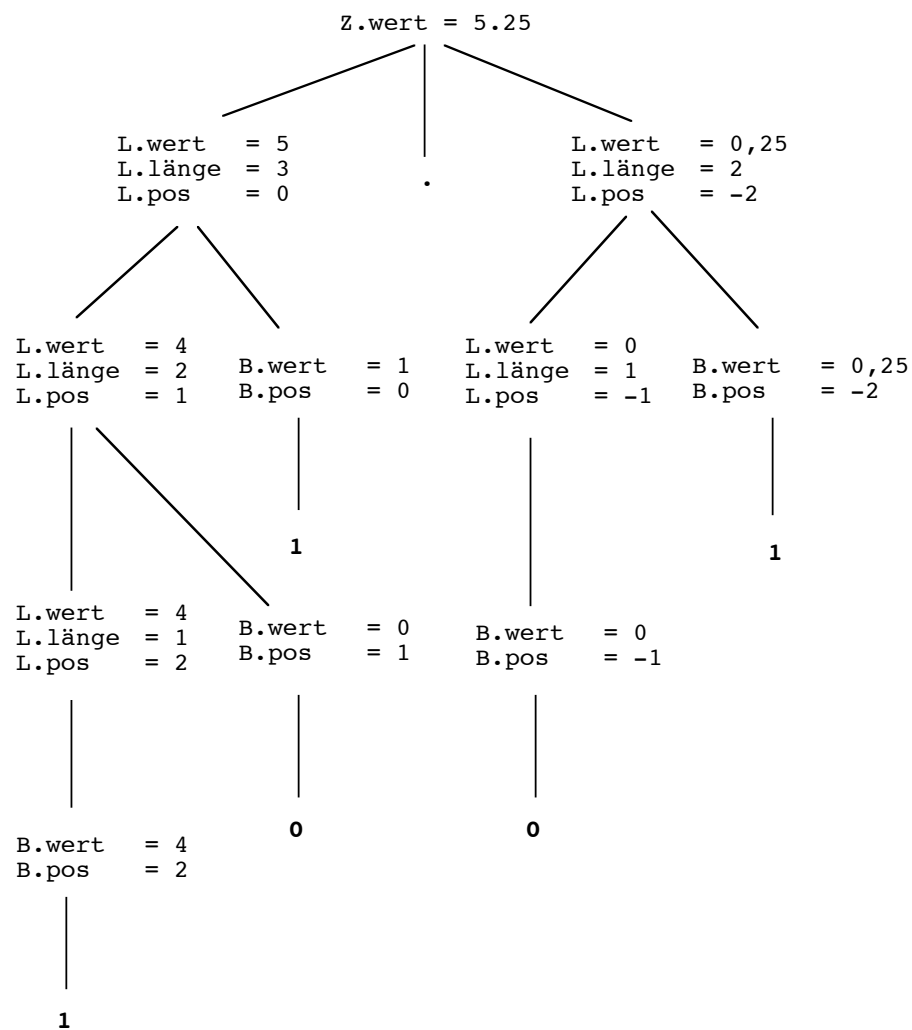 Z.wert = 5.25
L.wert = 5
L.länge = 3
L.pos = 0
.
L.wert = 0,25
L.länge = 2
L.pos = -2
L.wert = 4
L.länge = 2
L.pos = 1
B.wert = 1
B.pos = 0
L.wert = 0
L.länge = 1
L.pos = -1
B.wert = 0,25
B.pos = -2
1
1
L.wert = 4
L.länge = 1
L.pos = 2
B.wert = 0
B.pos = 1
B.wert = 0
B.pos = -1
0
0
B.wert = 4
B.pos = 2
1